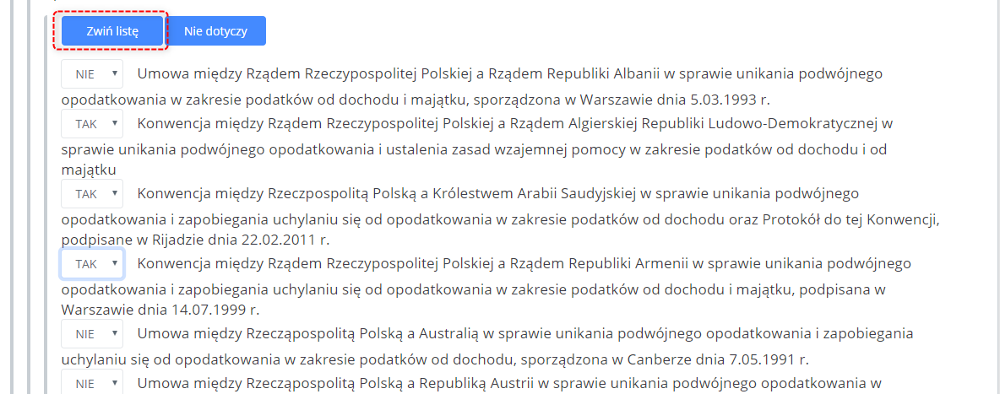 Zwiń listę Nie dotyczy
NIE Umowa między Rządem Rzeczypospolitej Polskiej a Rządem Republiki Albanii w sprawie unikania podwójnego
opodatkowania w zakresie podatków od dochodu i majątku, sporządzona w Warszawie dnia 5.03.1993 r.
TAK Konwencja między Rządem Rzeczypospolitej Polskiej a Rządem Algierskiej Republiki Ludowo-Demokratycznej w
sprawie unikania podwójnego opodatkowania i ustalenia zasad wzajemnej pomocy w zakresie podatków od dochodu i od
majątku
TAK Konwencja między Rzeczpospolitą Polską a Królestwem Arabii Saudyjskiej w sprawie unikania podwójnego
opodatkowania i zapobiegania uchylaniu się od opodatkowania w zakresie podatków od dochodu oraz Protokół do tej Konwencji,
podpisane w Rijadzie dnia 22.02.2011 r.
TAK Konwencja między Rządem Rzeczypospolitej Polskiej a Rządem Republiki Armenii w sprawie unikania podwójnego
opodatkowania i zapobiegania uchylaniu się od opodatkowania w zakresie podatków od dochodu i majątku, podpisana w
Warszawie dnia 14.07.1999 r.
NIE Umowa między Rzecząpospolitą Polską a Australią w sprawie unikania podwójnego opodatkowania i zapobiegania
uchylaniu się od opodatkowania w zakresie podatków od dochodu, sporządzona w Canberze dnia 7.05.1991 r.
NIE Umowa między Rzecząpospolitą Polską a Republiką Austrii w sprawie unikania podwójnego opodatkowania w